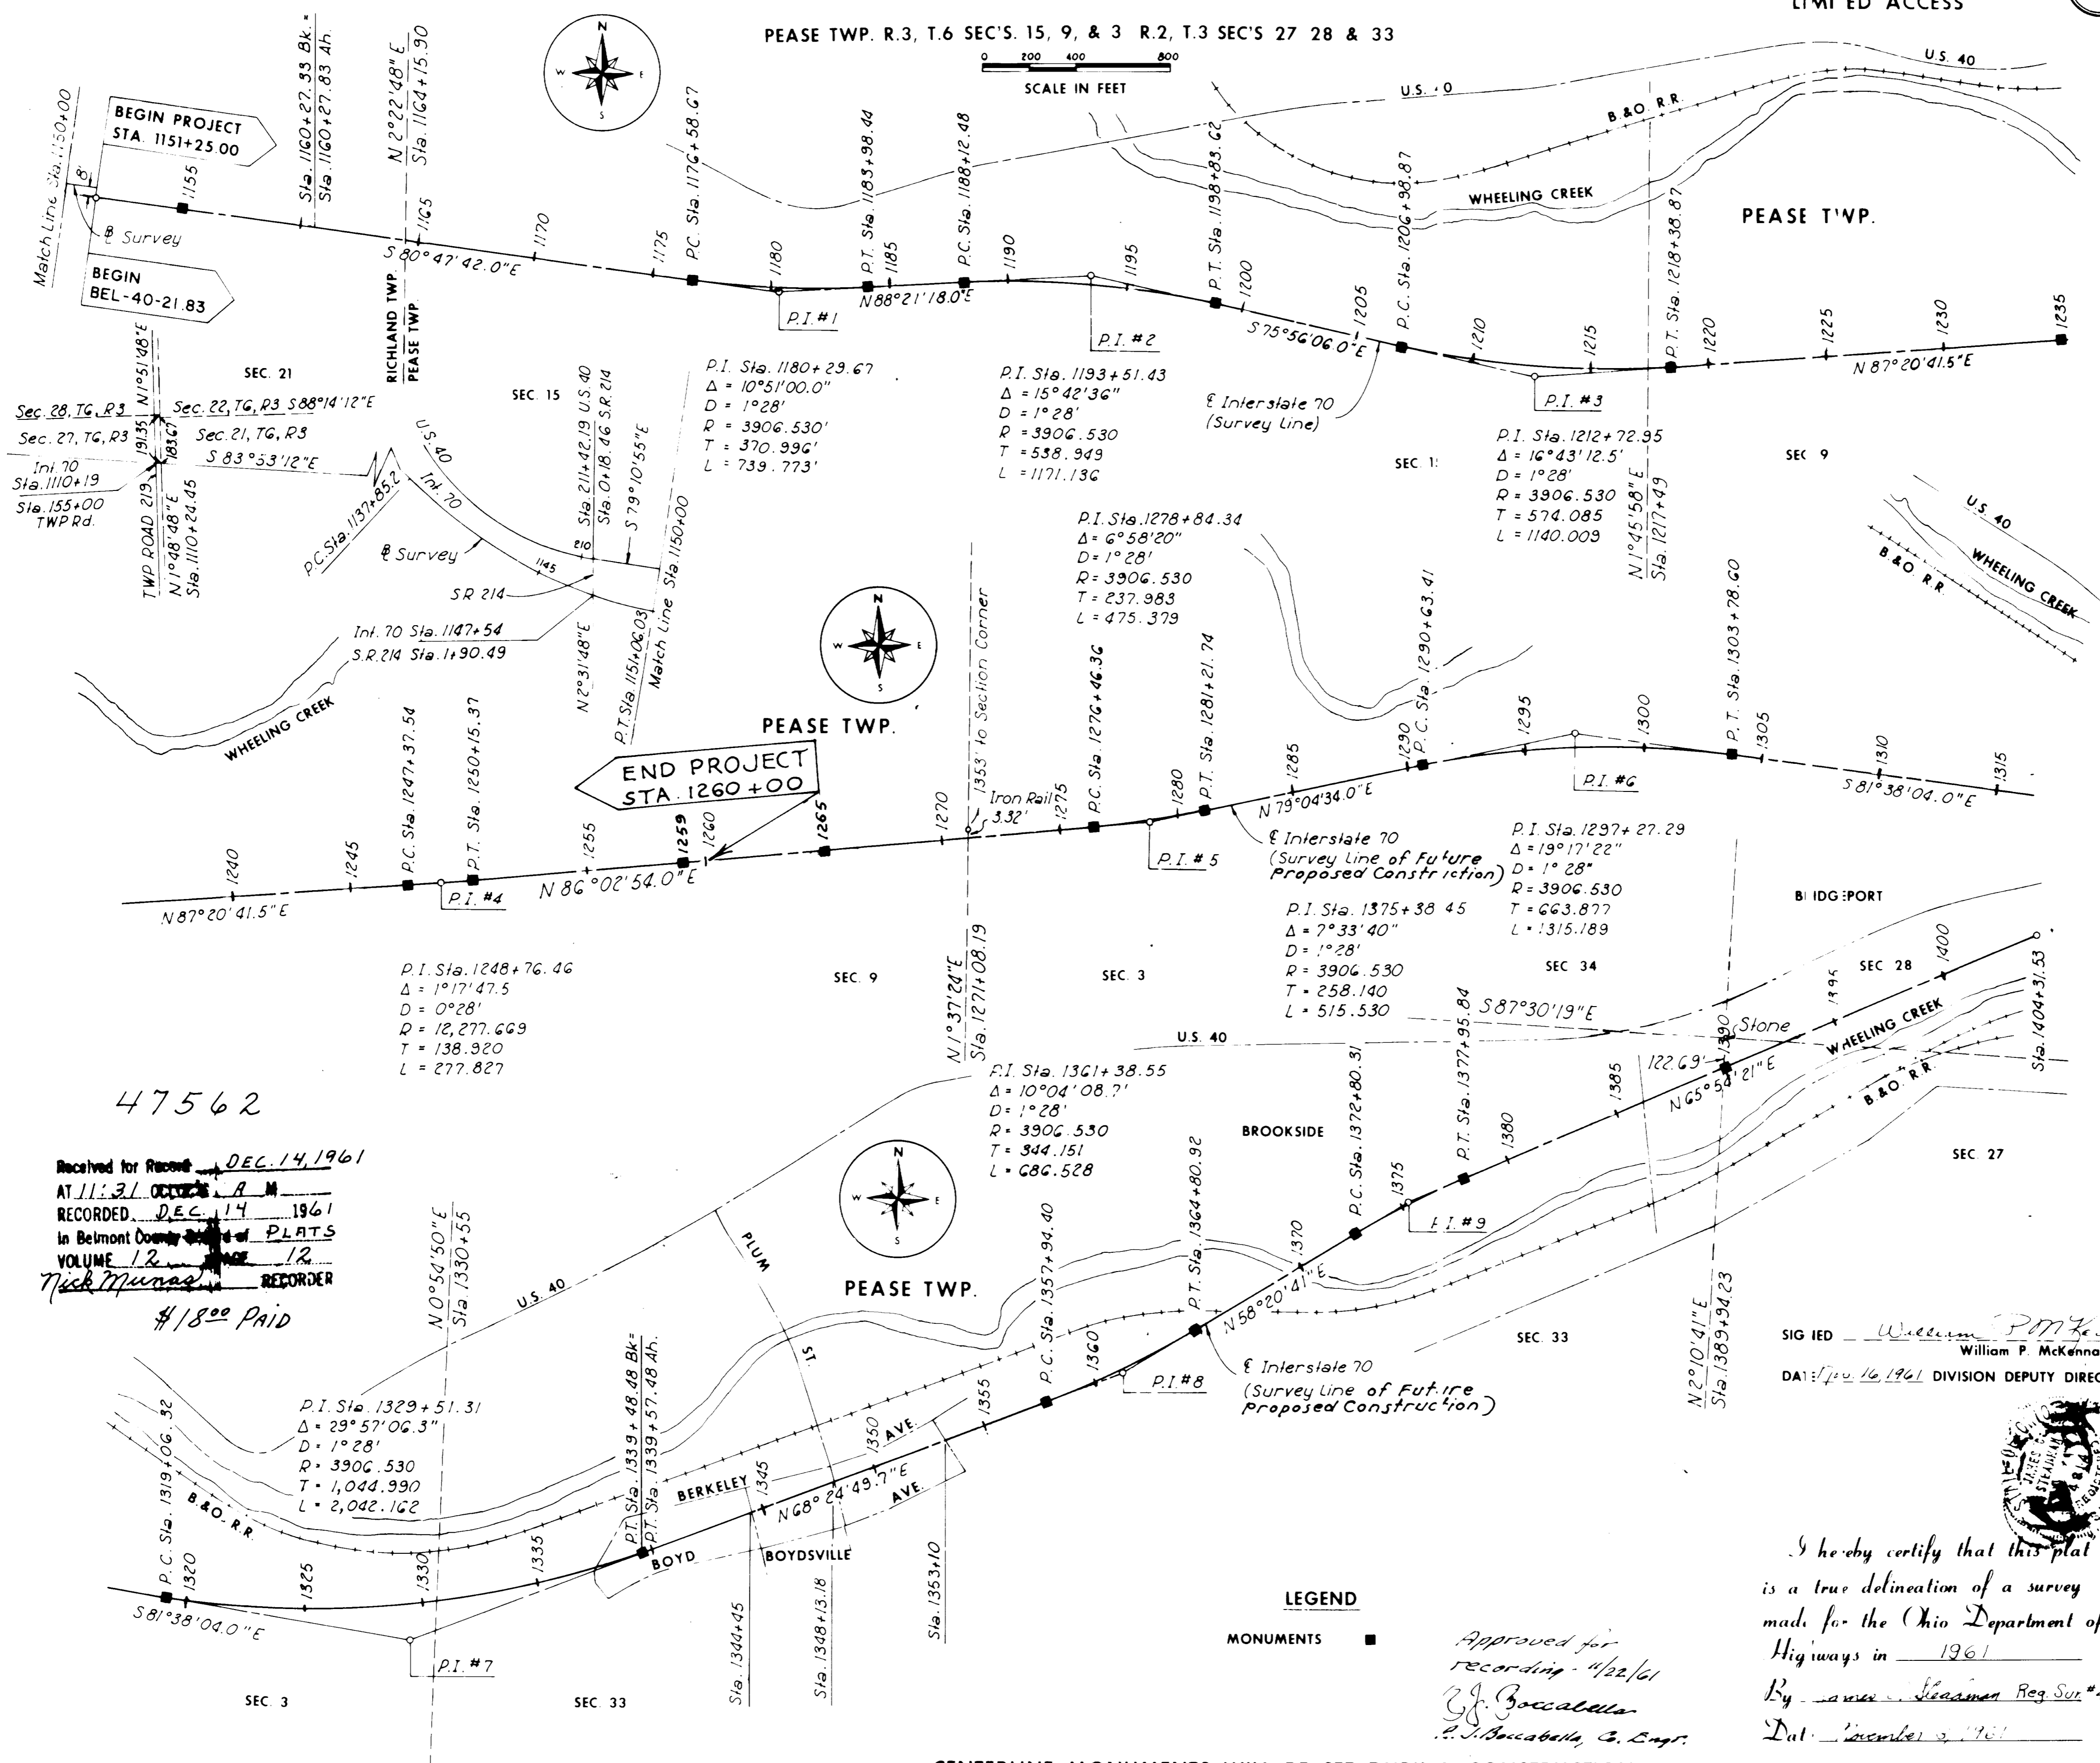 LIMI ED ACCESS
PEASE TWP. R.3, T.6 SEC'S. 15, 9, & 3 R.2, T.3 SEC'S 27 28 & 33
0 200 400 800
SCALE IN FEET
N
W E
S
Match Line Sta.1150+00
BEGIN PROJECT
STA. 1151+25.00
8'
1155
Sta. 1160+27.33 Bk.=
Sta. 1160+27.83 Ah.
N 2°22'48" E
Sta. 1164+15.90
1165
1170
1175
P.C. Sta. 1176+58.67
1180
P.T. Sta. 1183+98.44
1185
P.C. Sta. 1188+12.48
1190
1195
P.T. Sta. 1198+83.62
1200
1205
P.C. Sta. 1206+98.87
1210
1215
P.T. Sta. 1218+38.87
1220
1225
1230
1235
U.S. 40
U.S. 40
B.&O. R.R.
WHEELING CREEK
PEASE TWP.
℄ Survey
BEGIN
BEL-40-21.83
S 80°47'42.0"E
RICHLAND TWP.
PEASE TWP.
P.I.#1
N88°21'18.0"E
P.I. #2
S 75°56'06.0"E
P.I.#3
N 87°20'41.5"E
℄ Interstate 70
(Survey Line)
SEC. 21
SEC. 15
SEC 9
P.I. Sta. 1180+29.67
Δ = 10°51'00.0"
D = 1°28'
R = 3906.530'
T = 370.996'
L = 739.773'
P.I. Sta. 1193+51.43
Δ = 15°42'36"
D = 1°28'
R = 3906.530
T = 538.949
L = 1171.136
P.I. Sta. 1212+72.95
Δ = 16°43'12.5'
D = 1°28'
R = 3906.530
T = 574.085
L = 1140.009
N 1°45'58" E
Sta. 1217+49
N 1°51'48"E
Sec. 28, T6, R3
Sec. 22, T6, R3 S88°14'12"E
Sec. 27, T6, R3
Sec. 21, T6, R3
191.35
183.67
S 83°53'12"E
Int. 70
Sta.1110+19
Sta. 155+00
TWP Rd.
TWP ROAD 219
N 1°48'48"E
Sta. 1110+24.45
P.C. Sta. 1137+85.2
U.S. 40
Int. 70
℄ Survey
1145
210
Sta. 211+42.19 U.S. 40
Sta. 0+18.46 S.R. 214
S 79°10'55"E
S.R 214
Int. 70 Sta. 1147+54
S.R. 214 Sta. 1+90.49
N 2°31'48"E
P.T. Sta. 1151+06.03
Match Line Sta. 1150+00
WHEELING CREEK
U.S. 40
WHEELING CREEK
B.&O. R.R.
N
W E
S
PEASE TWP.
P.I. Sta. 1278+84.34
Δ = 6°58'20"
D = 1°28'
R = 3906.530
T = 237.983
L = 475.379
END PROJECT
STA. 1260+00
1240
1245
P.C. Sta. 1247+37.54
P.T. Sta. 1250+15.37
1255
1259
1260
1265
1270
1353' to Section Corner
Iron Rail
3.32'
1275
P.C. Sta. 1276+46.36
1280
P.T. Sta. 1281+21.74
1285
1290
P.C. Sta. 1290+63.41
1295
1300
P.T. Sta. 1303+78.60
1305
1310
1315
N 87°20'41.5"E
P.I. #4
N 86°02'54.0"E
P.I. #5
N 79°04'34.0"E
P.I. #6
S 81°38'04.0"E
℄ Interstate 70
(Survey Line of Future
Proposed Construction)
P.I. Sta. 1297+27.29
Δ = 19°17'22"
D = 1°28"
R = 3906.530
T = 663.877
L = 1315.189
P.I. Sta. 1248+76.46
Δ = 1°17'47.5
D = 0°28'
R = 12,277.669
T = 138.920
L = 277.827
SEC. 9
N 1°37'24"E
Sta. 1271+08.19
SEC. 3
P.I. Sta. 1375+38 45
Δ = 7°33'40"
D = 1°28'
R = 3906.530
T = 258.140
L = 515.530
SEC 34
SEC 28
S 87°30'19"E
Stone
U.S. 40
P.I. Sta. 1361+38.55
Δ = 10°04'08.7'
D = 1°28'
R = 3906.530
T = 344.151
L = 686.528
BROOKSIDE
SEC. 27
SEC. 33
47562
Received for Record DEC. 14, 1961
AT 11:31 O'CLOCK A M
RECORDED DEC. 14 1961
In Belmont County Record of PLATS
VOLUME 12 PAGE 12
Nick Munas RECORDER
$18.00 PAID
N
W E
S
PEASE TWP.
N 0°54'50"E
Sta. 1330+55
U.S. 40
PLUM ST.
P.I. Sta. 1329+51.31
Δ = 29°57'06.3"
D = 1°28'
R = 3906.530
T = 1,044.990
L = 2,042.162
B.&O. R.R.
P.C. Sta. 1319+06.32
1320
1325
1330
1335
P.T. Sta. 1339+48.48 Bk=
P.T. Sta. 1339+57.48 Ah.
1345
1350
1355
P.C. Sta. 1357+94.40
1360
P.T. Sta. 1364+80.92
1370
P.C. Sta. 1372+80.31
1375
P.T. Sta. 1377+95.84
1380
1385
1390
1395
1400
Sta. 1404+31.53
122.69'
N 65°54'21"E
WHEELING CREEK
B.&O. R.R.
P.I.#9
N 58°20'41"E
P.I.#8
℄ Interstate 70
(Survey Line of Future
Proposed Construction)
N 2°10'41"E
Sta. 1389+94.23
BERKELEY AVE.
N 68°24'49.7"E
BOYD AVE.
BOYDSVILLE
S 81°38'04.0"E
P.I. #7
Sta. 1344+45
Sta. 1348+13.18
Sta. 1353+10
SEC. 3
SEC. 33
LEGEND
MONUMENTS ■
Approved for
recording - 11/22/61
R. J. Boccabella, Co. Engr.
SIG IED
William P. McKenna
16, 1961 DIVISION DEPUTY DIREC
I hereby certify that this plat
is a true delineation of a survey
made for the Ohio Department of
Highways in 1961
By Steadman Reg. Sur. #